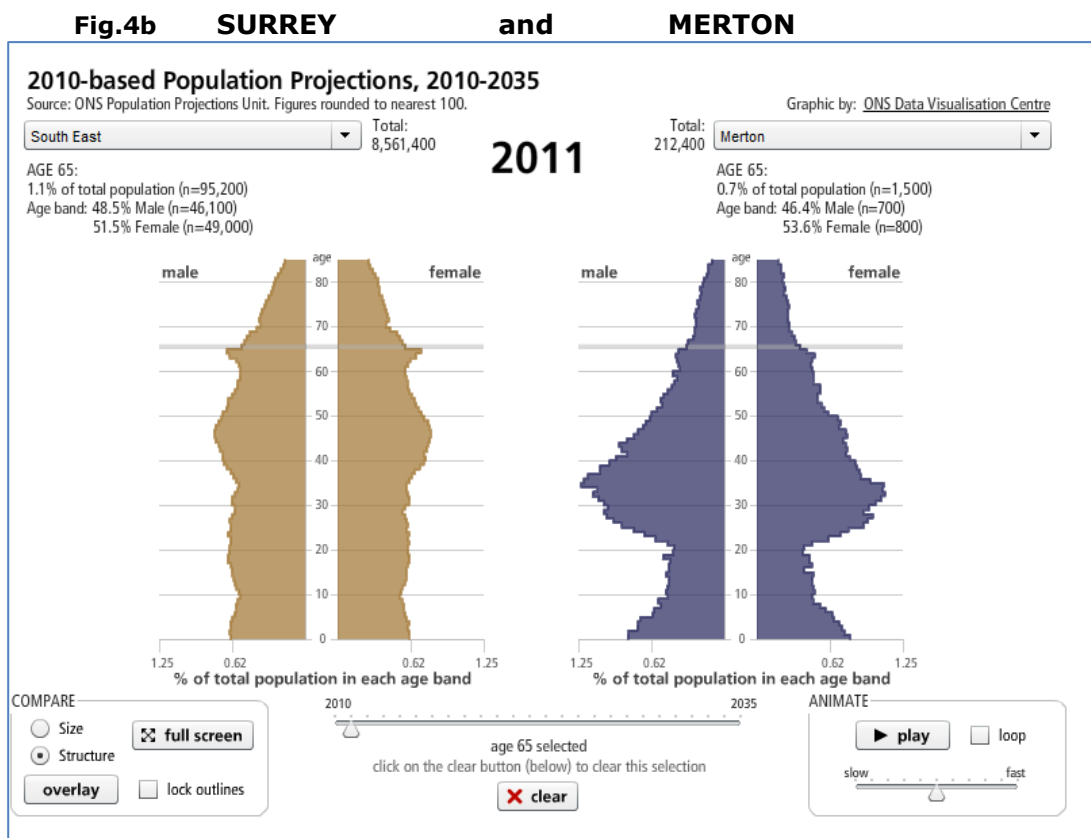 Fig.4b SURREY and MERTON
2010-based Population Projections, 2010-2035
Source: ONS Population Projections Unit. Figures rounded to nearest 100.
Graphic by: ONS Data Visualisation Centre
South East
Total:
8,561,400
2011
Total:
212,400
Merton
AGE 65:
1.1% of total population (n=95,200)
Age band: 48.5% Male (n=46,100)
51.5% Female (n=49,000)
AGE 65:
0.7% of total population (n=1,500)
Age band: 46.4% Male (n=700)
53.6% Female (n=800)
male age female
80
70
60
50
40
30
20
10
0
1.25 0.62 0.62 1.25
% of total population in each age band
male age female
80
70
60
50
40
30
20
10
0
1.25 0.62 0.62 1.25
% of total population in each age band
COMPARE
Size
Structure
full screen
overlay
lock outlines
2010 2035
age 65 selected
click on the clear button (below) to clear this selection
clear
ANIMATE
play
loop
slow fast